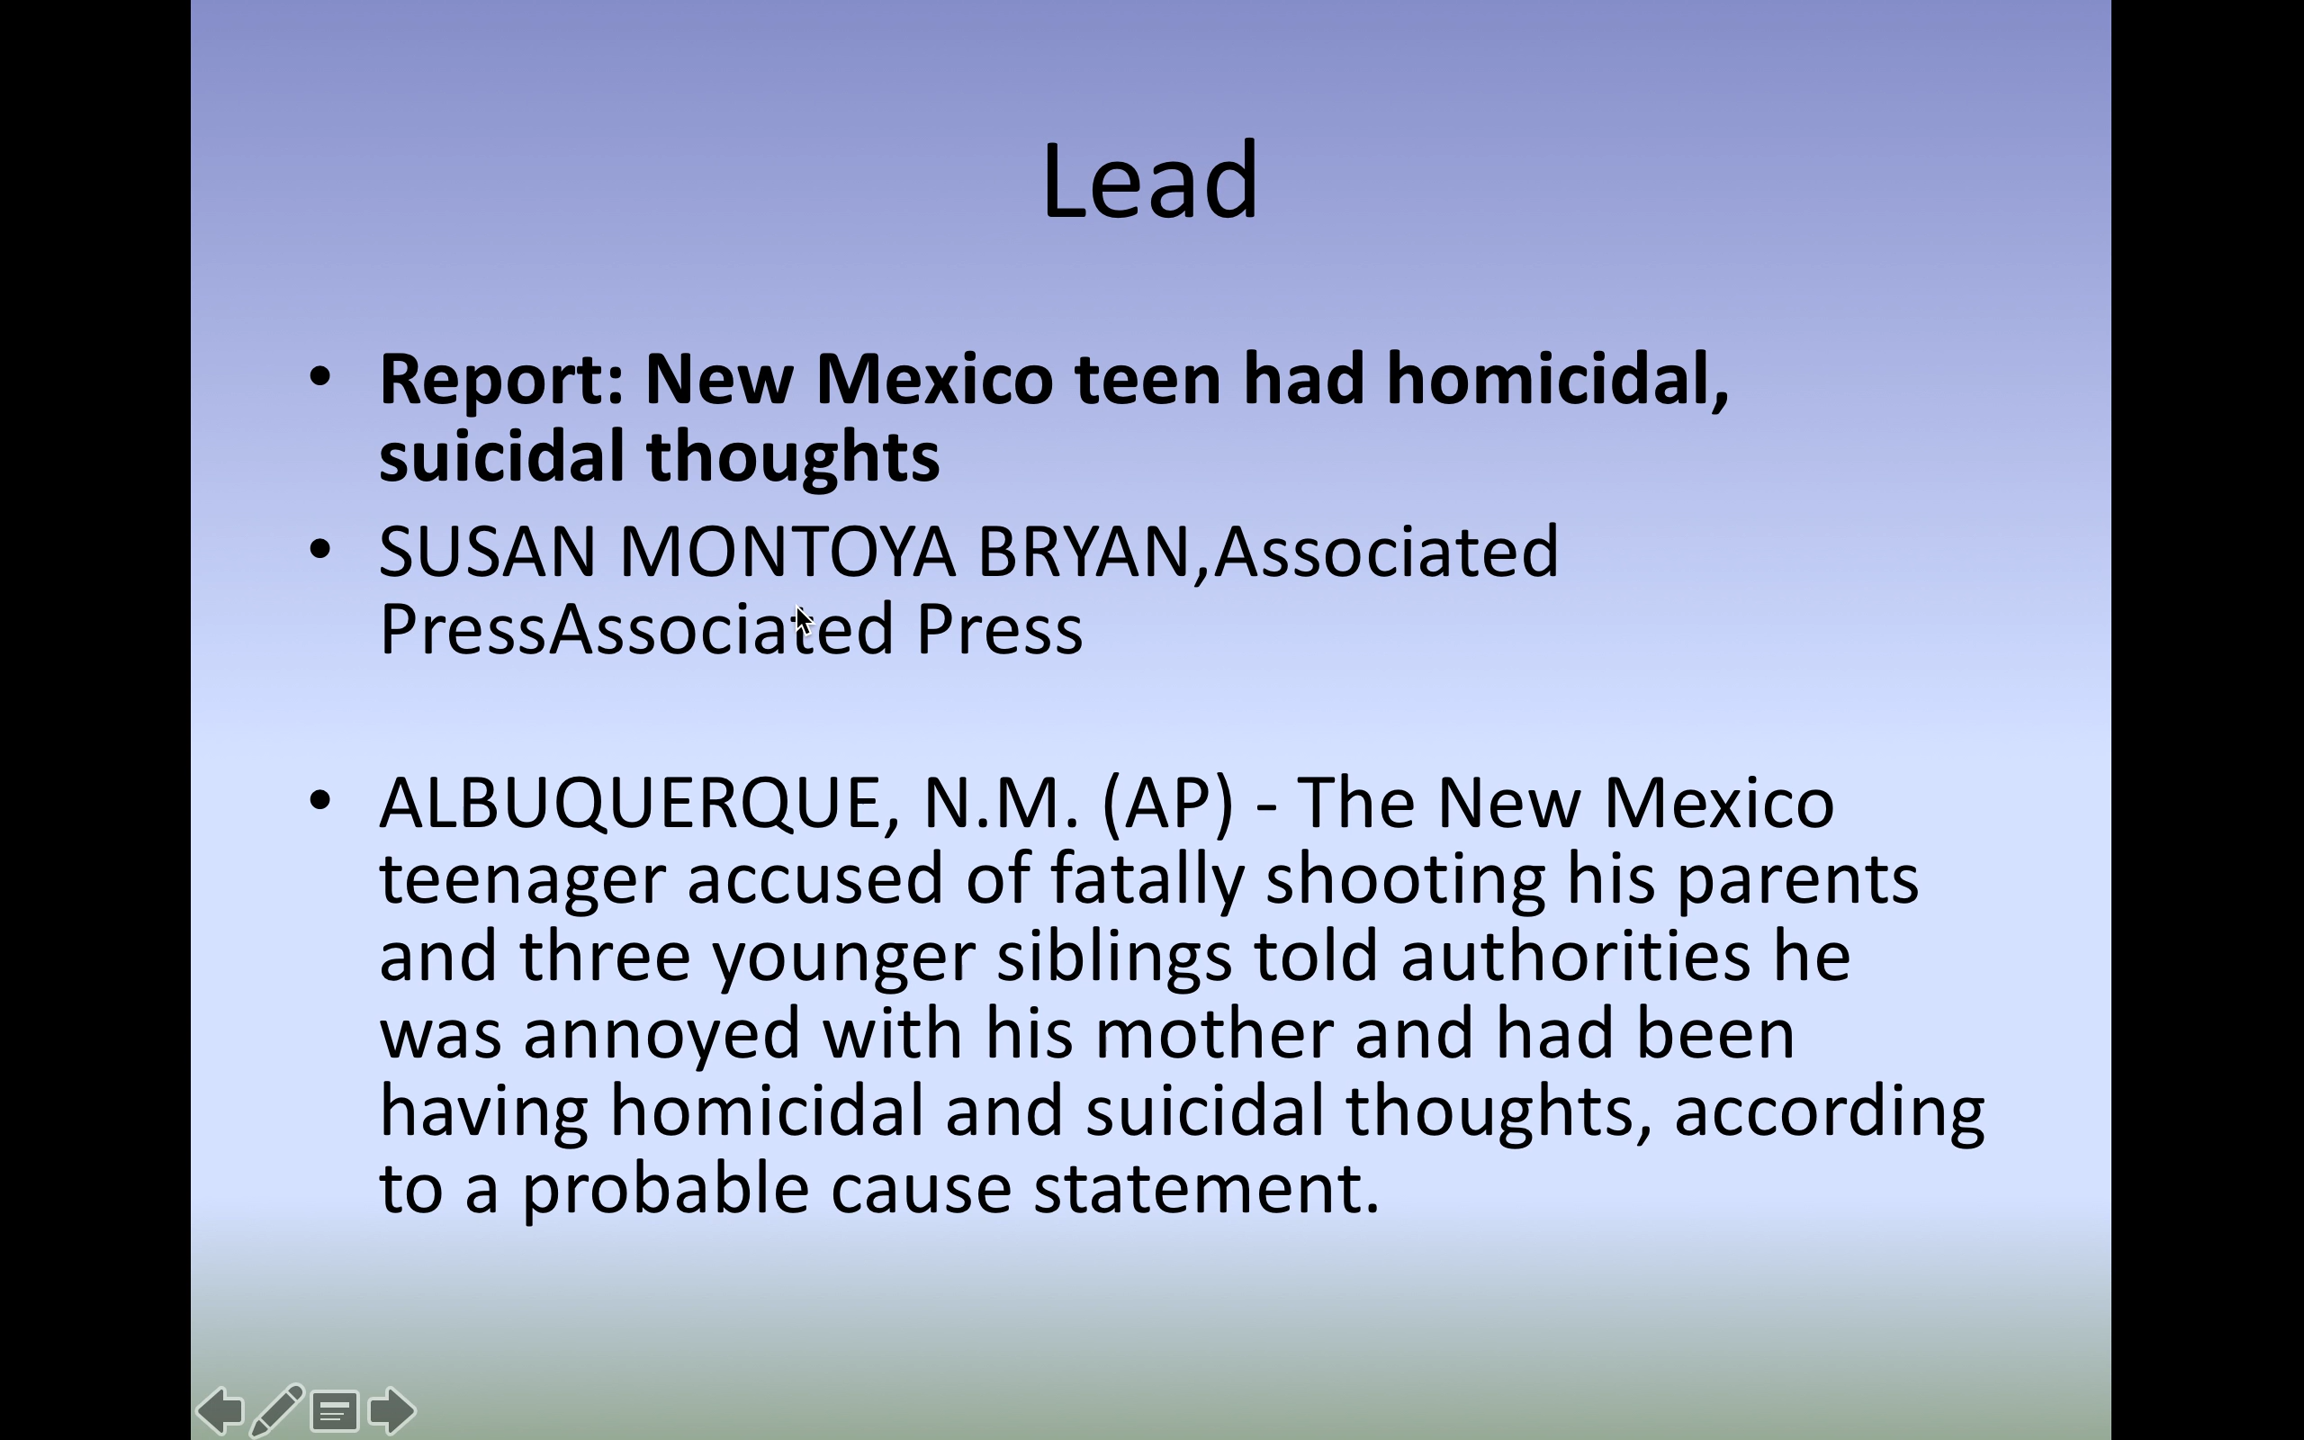 Lead
• Report: New Mexico teen had homicidal,
suicidal thoughts
• SUSAN MONTOYA BRYAN,Associated
PressAssociated Press
• ALBUQUERQUE, N.M. (AP) - The New Mexico
teenager accused of fatally shooting his parents
and three younger siblings told authorities he
was annoyed with his mother and had been
having homicidal and suicidal thoughts, according
to a probable cause statement.